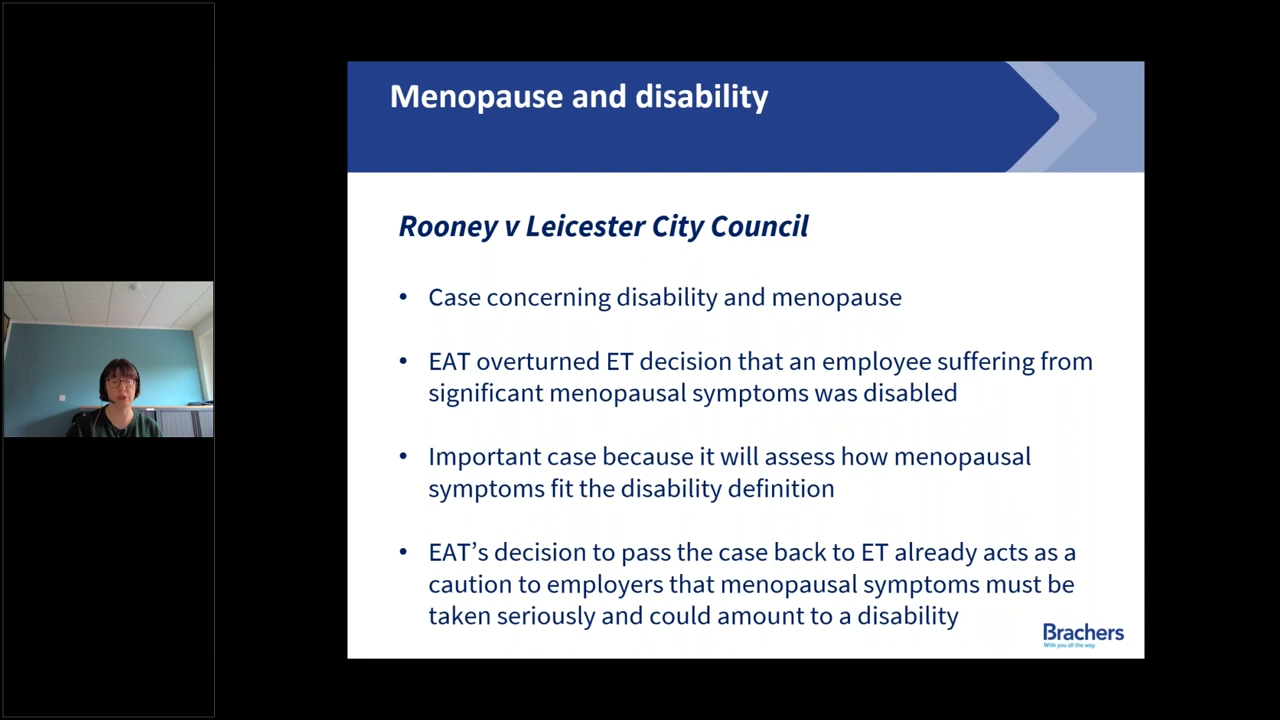 Menopause and disability
Rooney v Leicester City Council
• Case concerning disability and menopause
• EAT overturned ET decision that an employee suffering from
significant menopausal symptoms was disabled
• Important case because it will assess how menopausal
symptoms fit the disability definition
• EAT’s decision to pass the case back to ET already acts as a
caution to employers that menopausal symptoms must be
taken seriously and could amount to a disability
Brachers
With you all the way